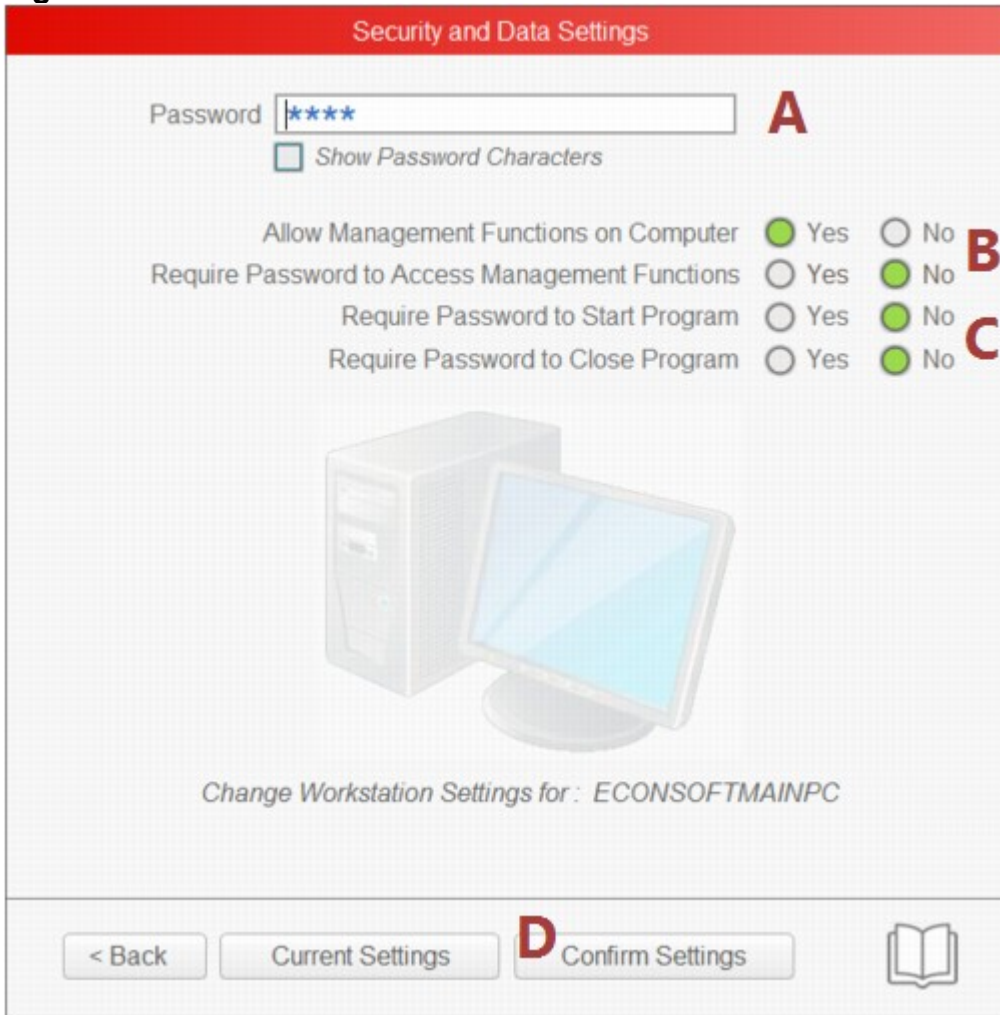 Security and Data Settings
Password **** A
Show Password Characters
Allow Management Functions on Computer Yes No B
Require Password to Access Management Functions Yes No
Require Password to Start Program Yes No C
Require Password to Close Program Yes No
Change Workstation Settings for : ECONSOFTMAINPC
< Back Current Settings D Confirm Settings